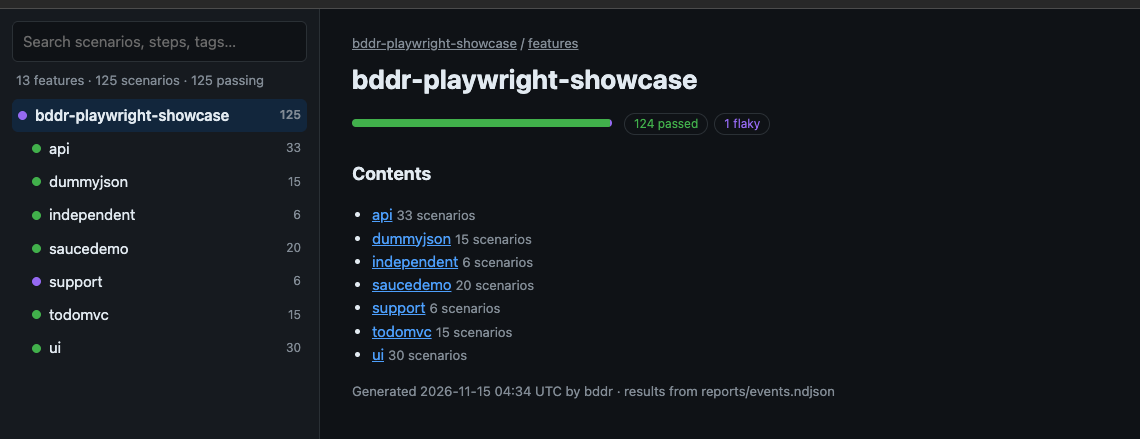 Search scenarios, steps, tags...
13 features · 125 scenarios · 125 passing
bddr-playwright-showcase 125
api 33
dummyjson 15
independent 6
saucedemo 20
support 6
todomvc 15
ui 30
bddr-playwright-showcase / features
bddr-playwright-showcase
124 passed 1 flaky
Contents
• api 33 scenarios
• dummyjson 15 scenarios
• independent 6 scenarios
• saucedemo 20 scenarios
• support 6 scenarios
• todomvc 15 scenarios
• ui 30 scenarios
Generated 2026-11-15 04:34 UTC by bddr · results from reports/events.ndjson